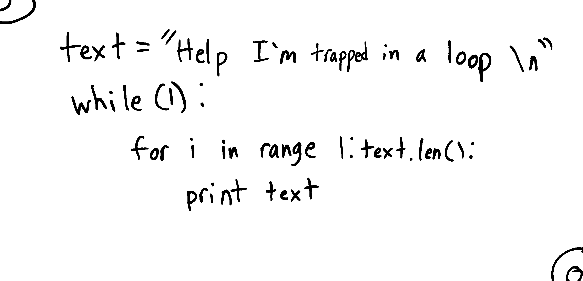 text = "Help I'm trapped in a loop \n"
while (1):
for i in range 1:text.len():
print text